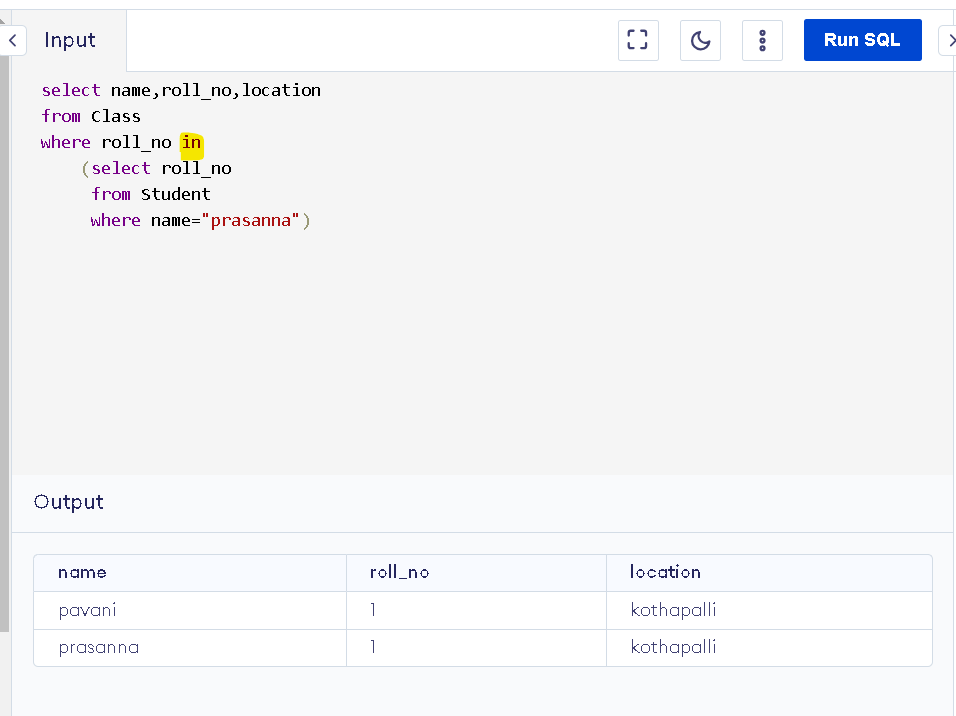 Input
Run SQL
select name,roll_no,location
from Class
where roll_no in
(select roll_no
from Student
where name="prasanna")
Output
name roll_no location
pavani 1 kothapalli
prasanna 1 kothapalli